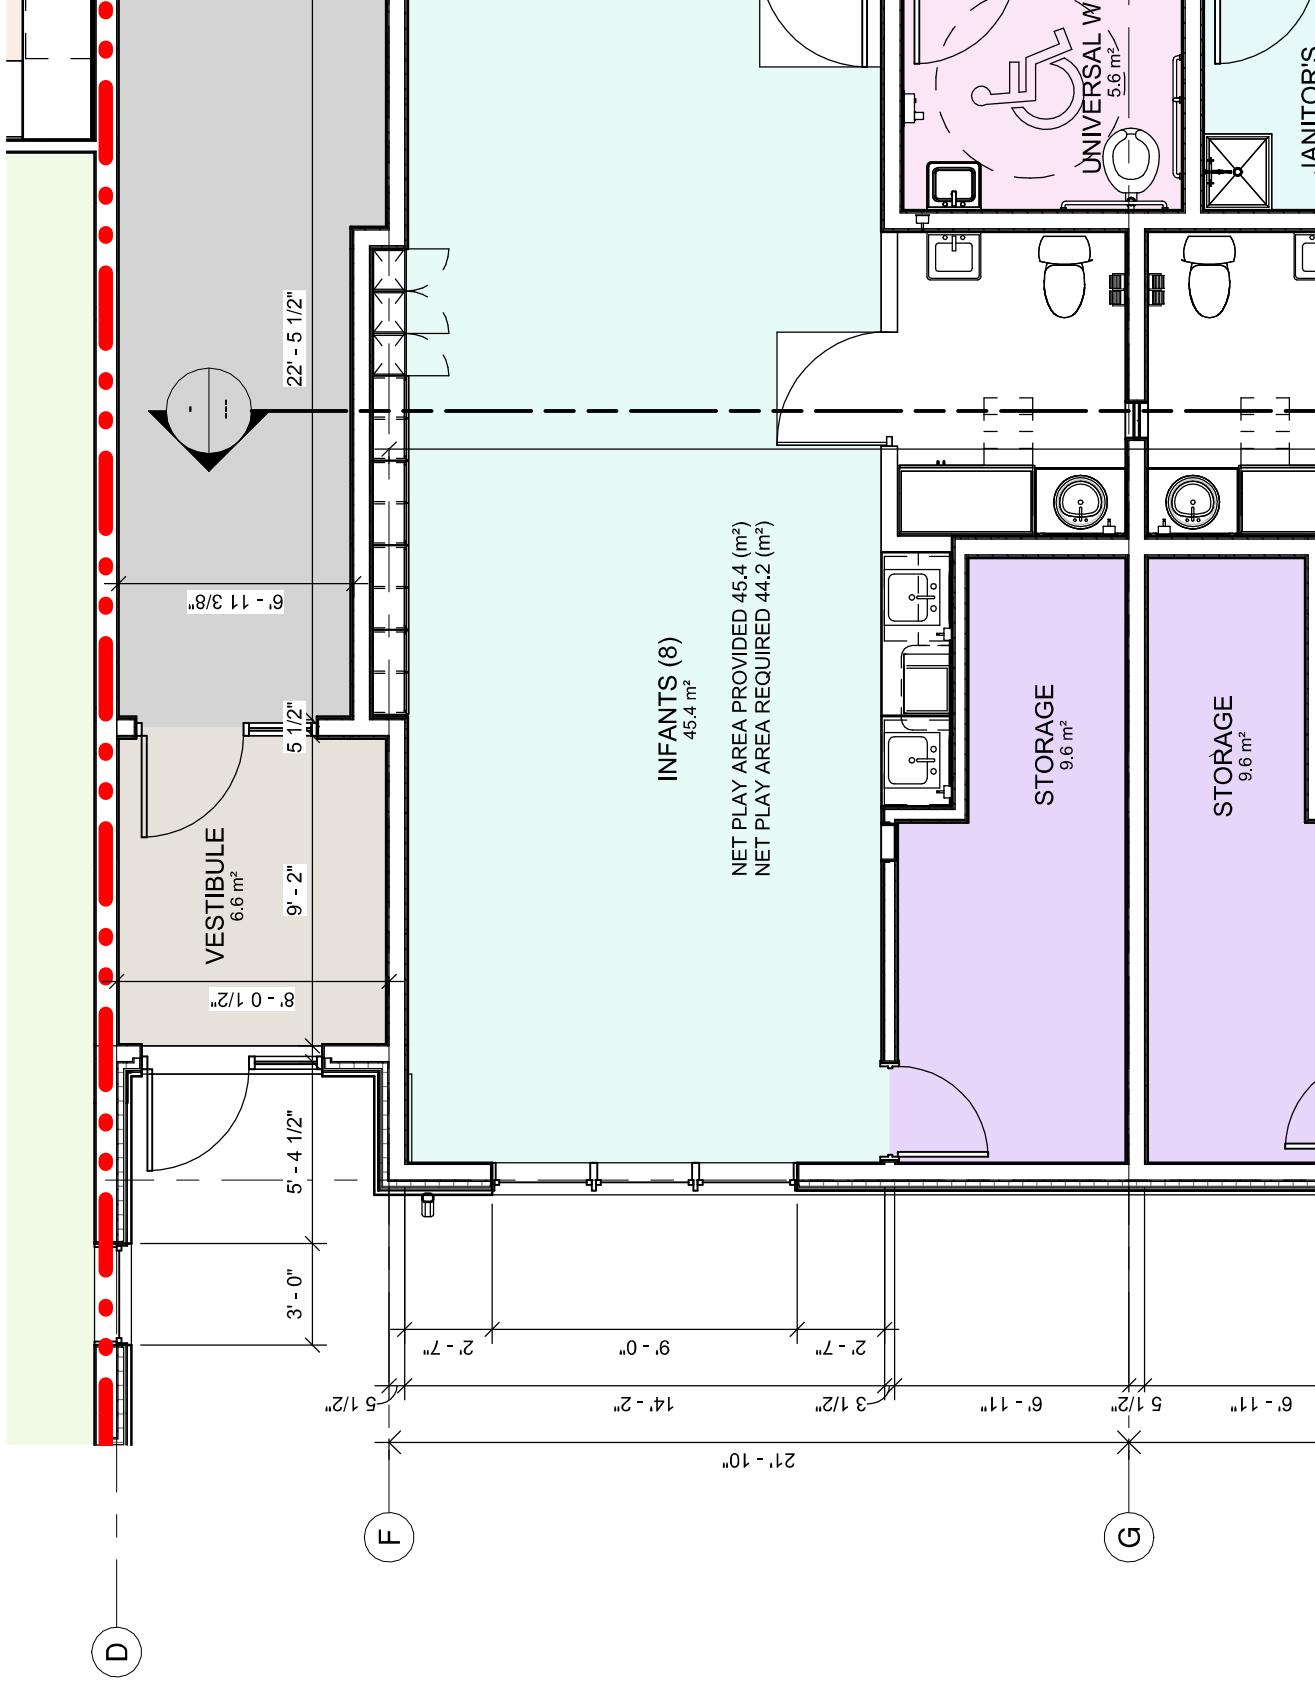 UNIVERSAL W
5.6 m²
JANITOR'S
22' - 5 1/2"
6' - 11 3/8"
5 1/2"
INFANTS (8)
45.4 m²
NET PLAY AREA PROVIDED 45.4 (m²)
NET PLAY AREA REQUIRED 44.2 (m²)
STORAGE
9.6 m²
STORAGE
9.6 m²
VESTIBULE
6.6 m²
9' - 2"
8' - 0 1/2"
5' - 4 1/2"
3' - 0"
2' - 7"
9' - 0"
2' - 7"
5 1/2"
14' - 2"
3 1/2"
6' - 11"
5 1/2"
6' - 11"
21' - 10"
F
G
D